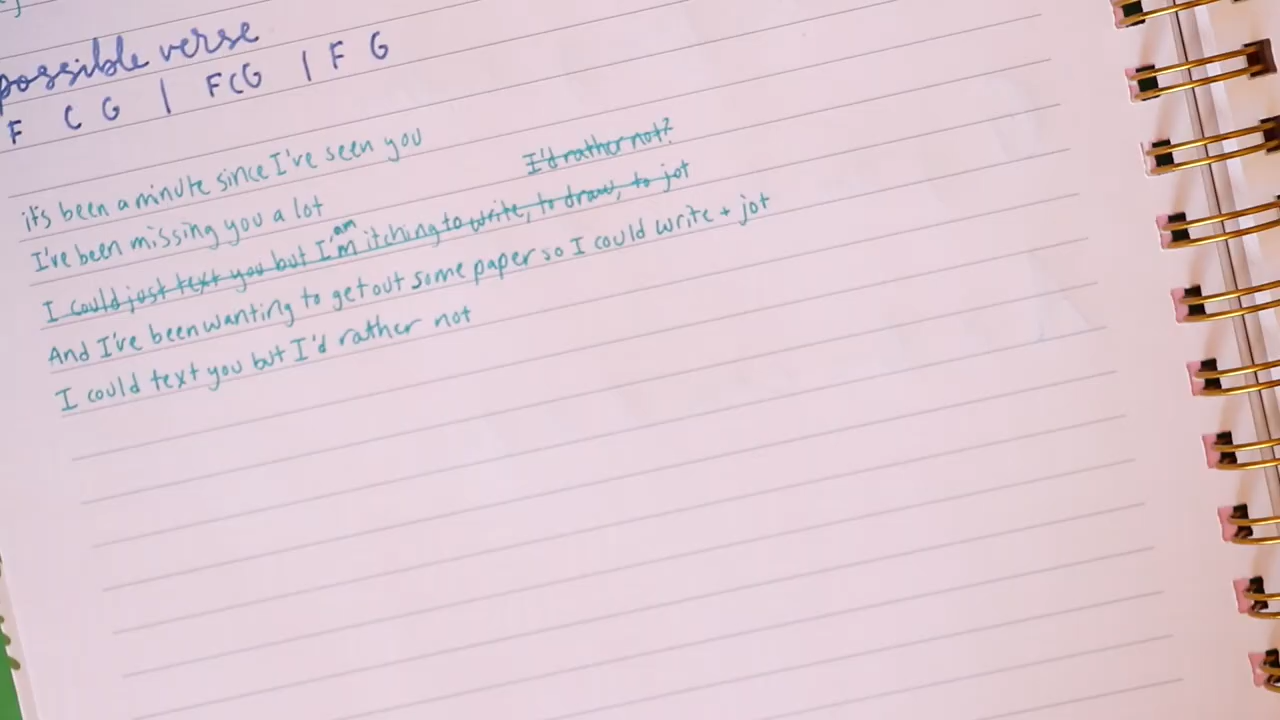 possible verse
F C G | F C G | F G
it's been a minute since I've seen you
I'd rather not?
I've been missing you a lot
I could just text you but I'm am itching to write, to draw, to jot
And I've been wanting to get out some paper so I could write + jot
I could text you but I'd rather not